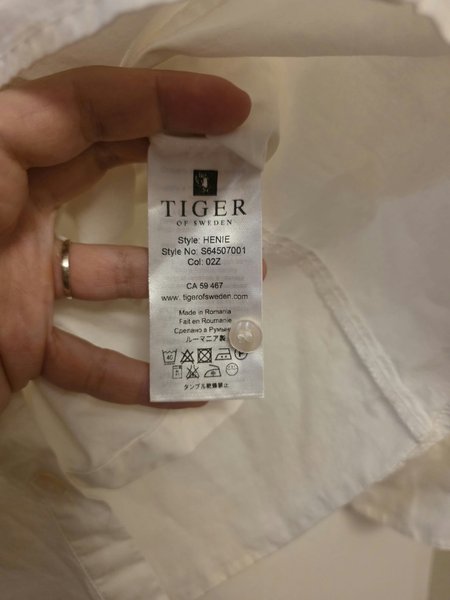 TIGER
OF SWEDEN
Style: HENIE
Style No: S64507001
Col: 02Z
CA 59 467
www.tigerofsweden.com
Made in Romania
Fait en Roumanie
Сделано в Румын
ルーマニア製
40
タンブル乾燥禁止